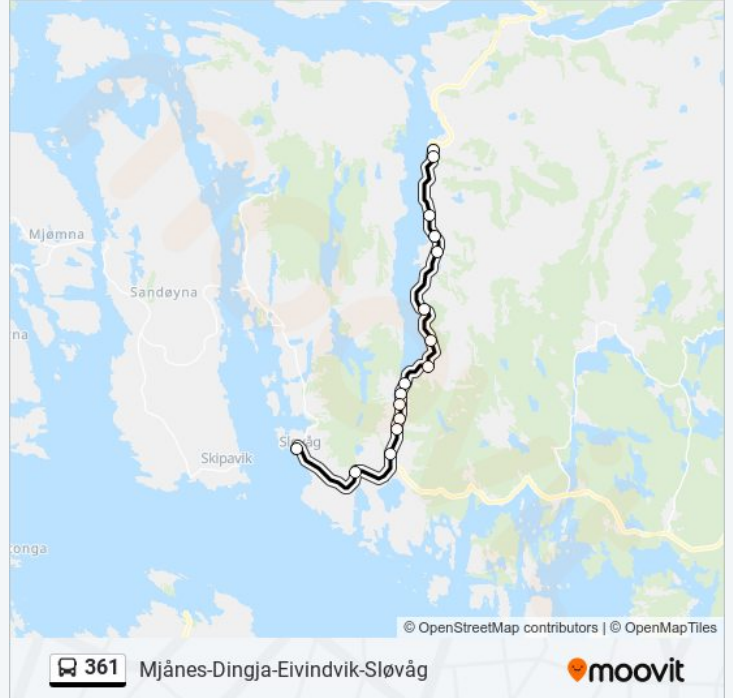 Mjømna
Sandøyna
na
Sløvåg
Skipavik
onga
© OpenStreetMap contributors | © OpenMapTiles
361 Mjånes-Dingja-Eivindvik-Sløvåg
moovit